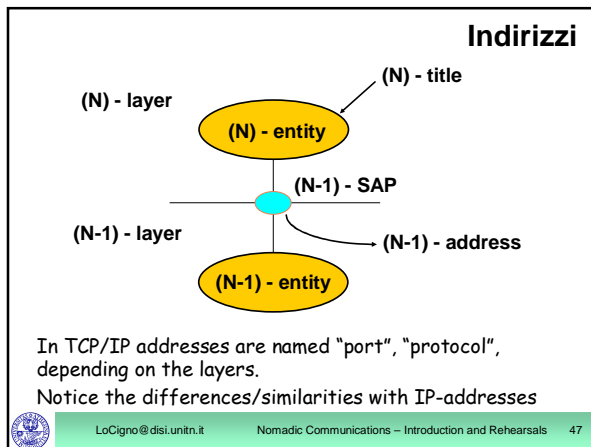 Indirizzi
(N) - title
(N) - layer
(N) - entity
(N-1) - SAP
(N-1) - layer
(N-1) - address
(N-1) - entity
In TCP/IP addresses are named “port”, “protocol”,
depending on the layers.
Notice the differences/similarities with IP-addresses
LoCigno@disi.unitn.it Nomadic Communications – Introduction and Rehearsals 47